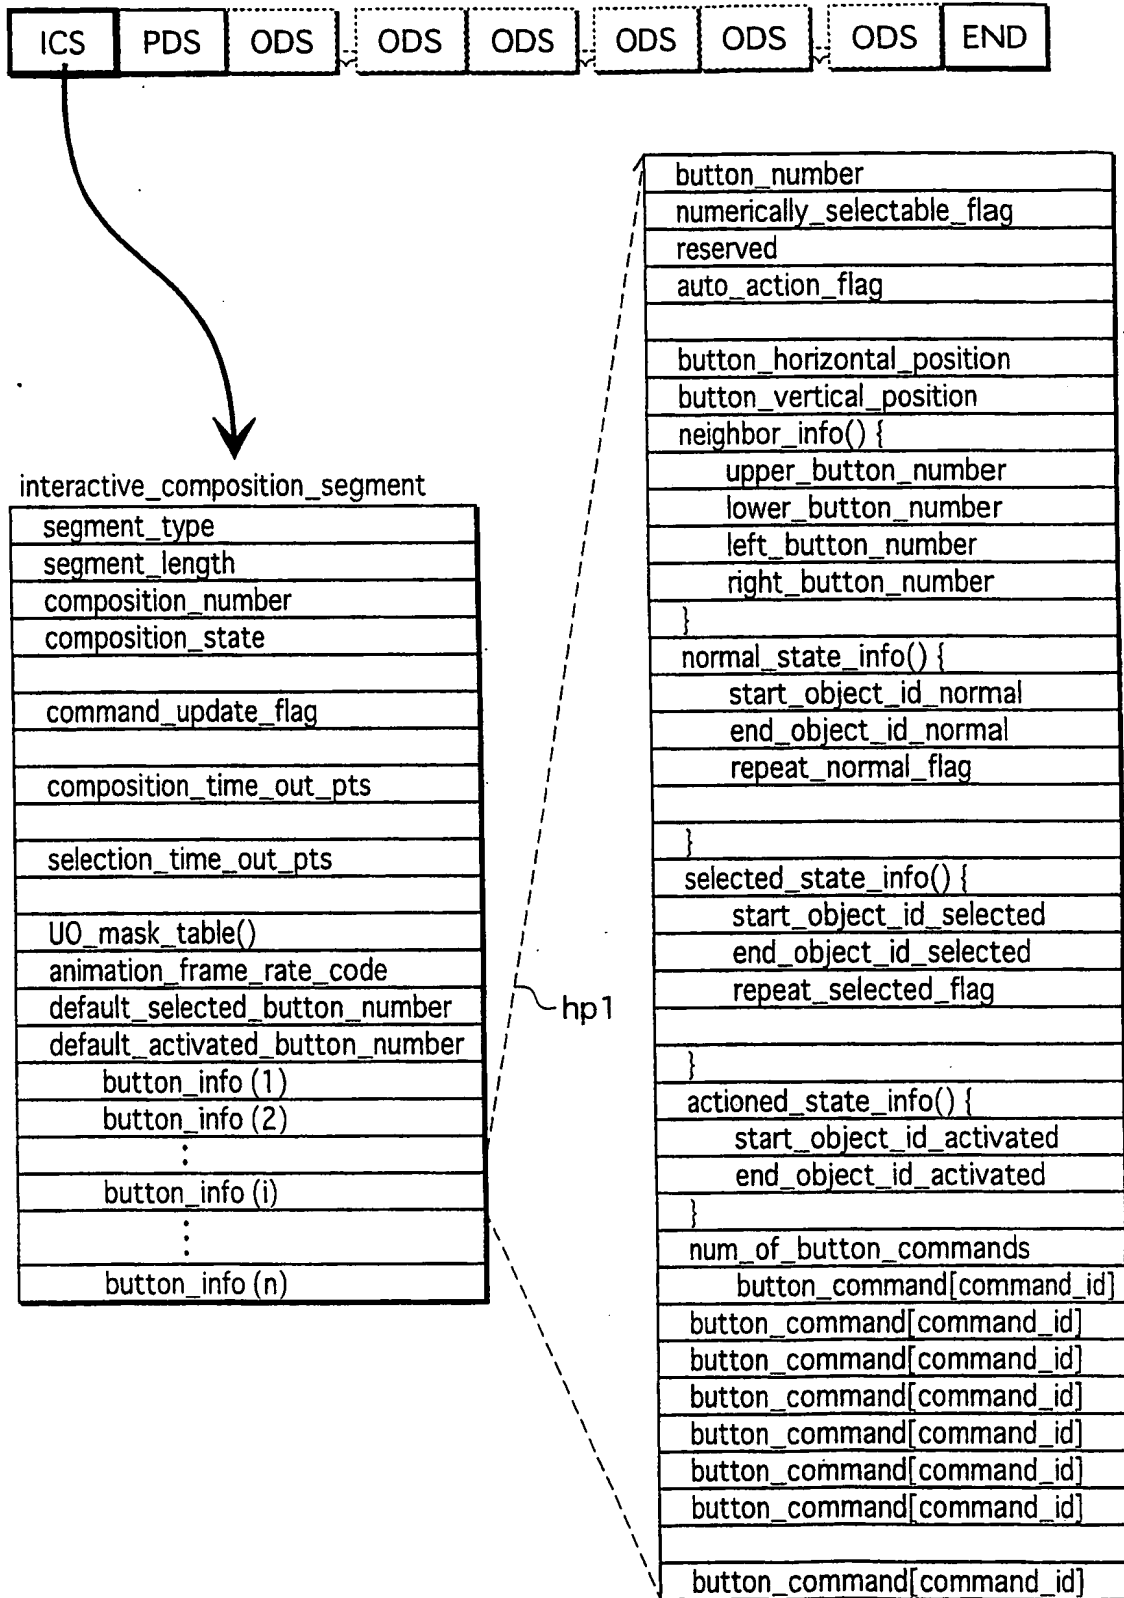 ICS PDS ODS ODS ODS ODS ODS ODS END
interactive_composition_segment
segment_type
segment_length
composition_number
composition_state
command_update_flag
composition_time_out_pts
selection_time_out_pts
UO_mask_table()
animation_frame_rate_code
default_selected_button_number
default_activated_button_number
button_info (1)
button_info (2)
⋮
button_info (i)
⋮
button_info (n)
hp1
button_number
numerically_selectable_flag
reserved
auto_action_flag
button_horizontal_position
button_vertical_position
neighbor_info() {
upper_button_number
lower_button_number
left_button_number
right_button_number
}
normal_state_info() {
start_object_id_normal
end_object_id_normal
repeat_normal_flag
}
selected_state_info() {
start_object_id_selected
end_object_id_selected
repeat_selected_flag
}
actioned_state_info() {
start_object_id_activated
end_object_id_activated
}
num_of_button_commands
button_command[command_id]
button_command[command_id]
button_command[command_id]
button_command[command_id]
button_command[command_id]
button_command[command_id]
button_command[command_id]
button_command[command_id]